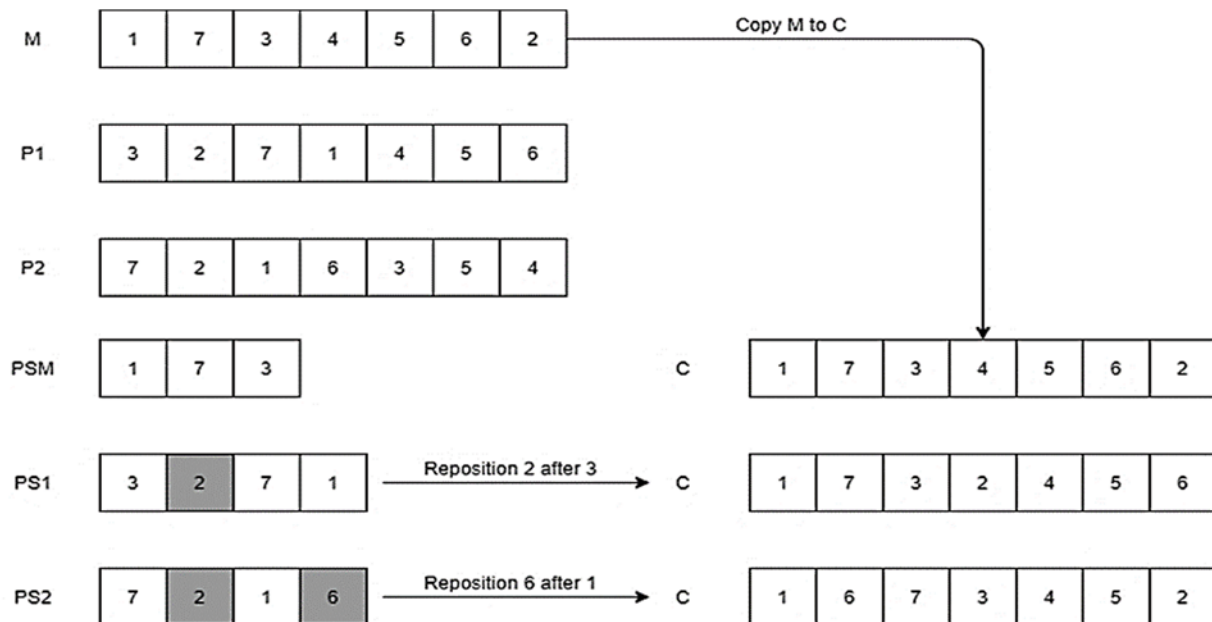 M 1 7 3 4 5 6 2 Copy M to C
P1 3 2 7 1 4 5 6
P2 7 2 1 6 3 5 4
PSM 1 7 3 C 1 7 3 4 5 6 2
PS1 3 2 7 1 Reposition 2 after 3 C 1 7 3 2 4 5 6
PS2 7 2 1 6 Reposition 6 after 1 C 1 6 7 3 4 5 2